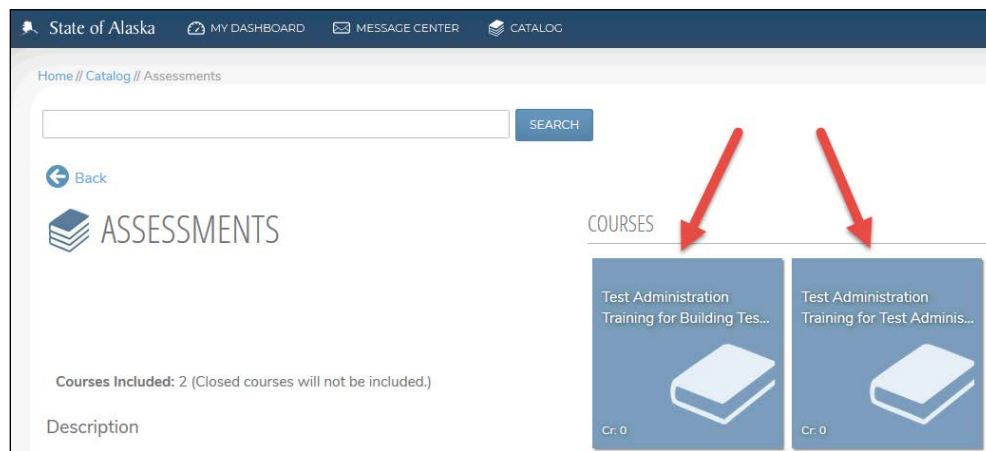 State of Alaska MY DASHBOARD MESSAGE CENTER CATALOG
Home // Catalog // Assessments
SEARCH
Back
ASSESSMENTS
COURSES
Test Administration
Training for Building Tes...
Cr: 0
Test Administration
Training for Test Adminis...
Cr: 0
Courses Included: 2 (Closed courses will not be included.)
Description